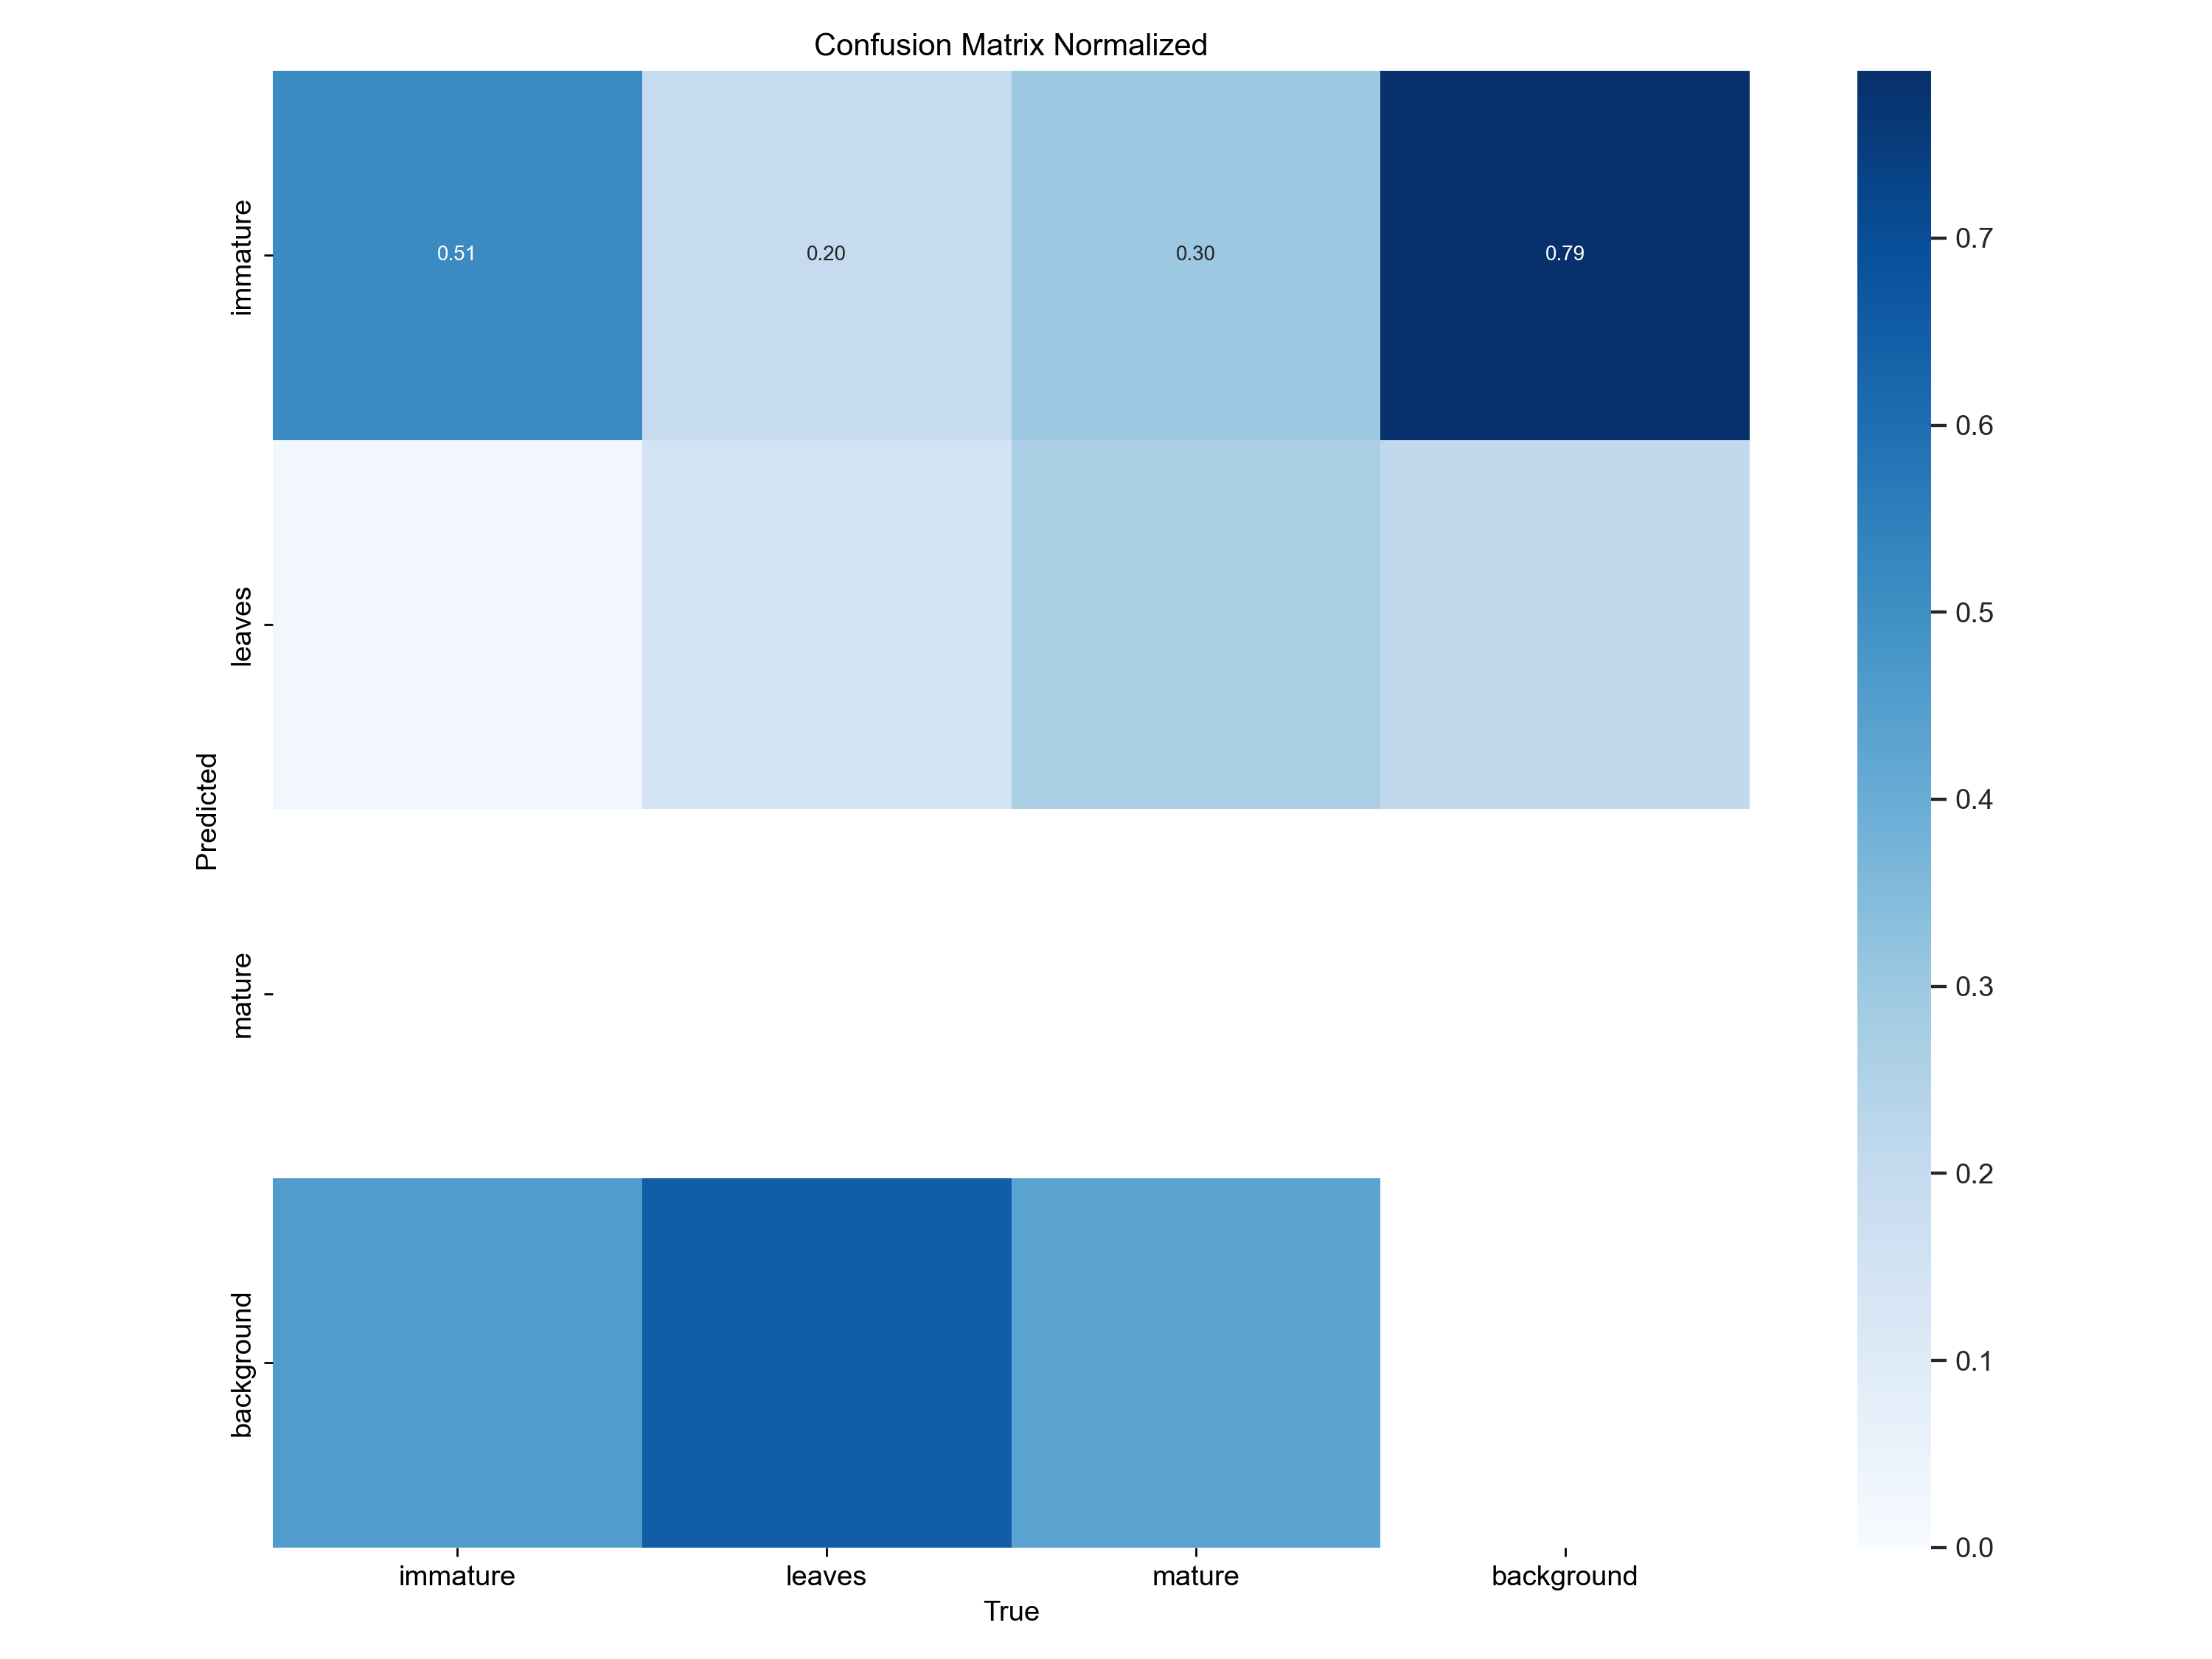 Confusion Matrix Normalized
immature
0.51
0.20
0.30
0.79
leaves
mature
background
Predicted
immature
leaves
mature
background
True
0.7
0.6
0.5
0.4
0.3
0.2
0.1
0.0